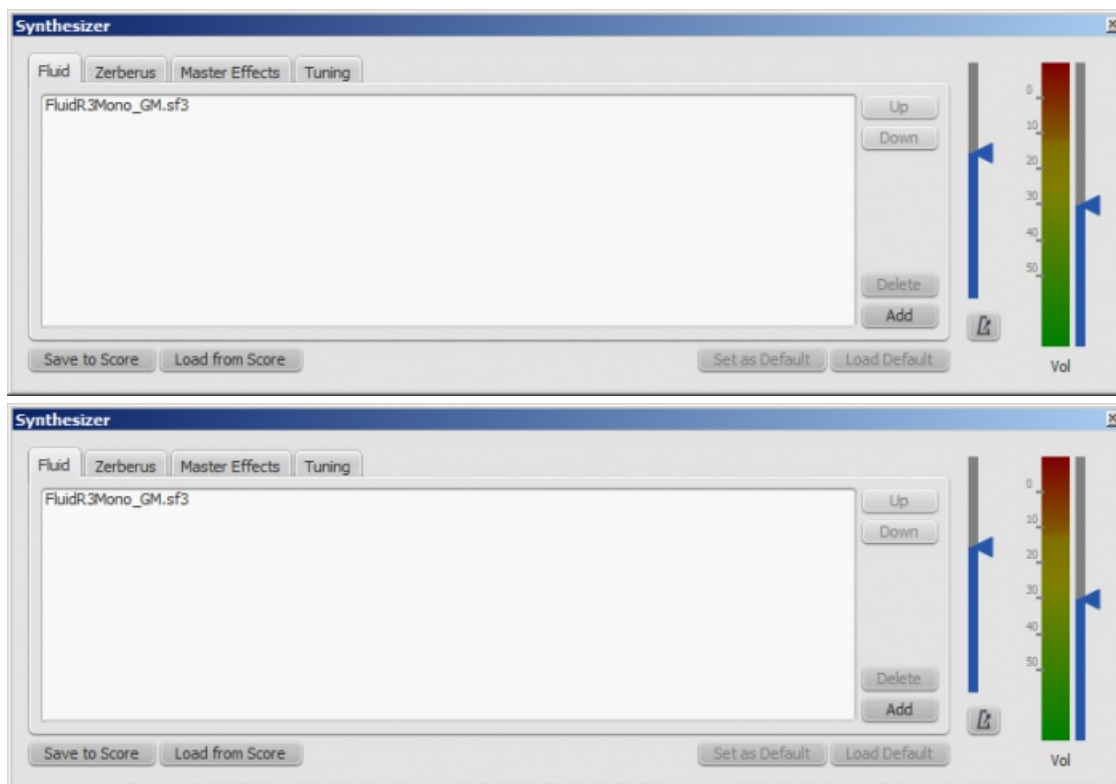 Synthesizer
Fluid Zerberus Master Effects Tuning
FluidR3Mono_GM.sf3
Up
Down
Delete
Add
0
10
20
30
40
50
Save to Score Load from Score Set as Default Load Default Vol
Synthesizer
Fluid Zerberus Master Effects Tuning
FluidR3Mono_GM.sf3
Up
Down
Delete
Add
0
10
20
30
40
50
Save to Score Load from Score Set as Default Load Default Vol